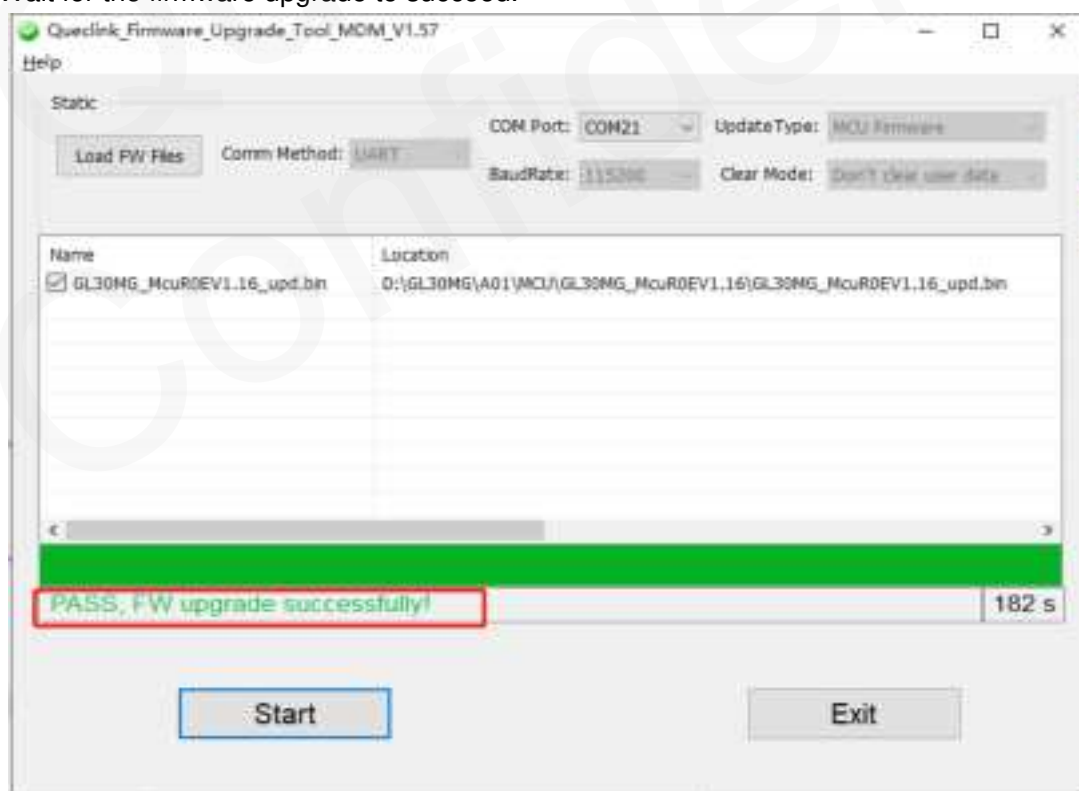 Wait for the firmware upgrade to succeed.
Queclink_Firmware_Upgrade_Tool_MDM_V1.57
Help
Static
Load FW Files
Comm Method: UART
COM Port: COM21
UpdateType: MCU Firmware
BaudRate: 115200
Clear Mode: Don't clear user data
Name Location
GL30MG_McuR0EV1.16_upd.bin D:\GL30MG\A01\MCU\GL30MG_McuR0EV1.16\GL30MG_McuR0EV1.16_upd.bin
PASS, FW upgrade successfully!
182 s
Start Exit